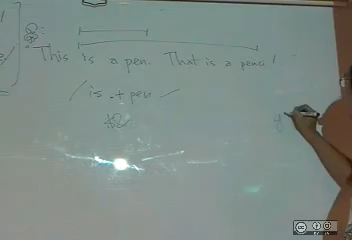 This is a pen. That is a pencil
/ is .+ pen /